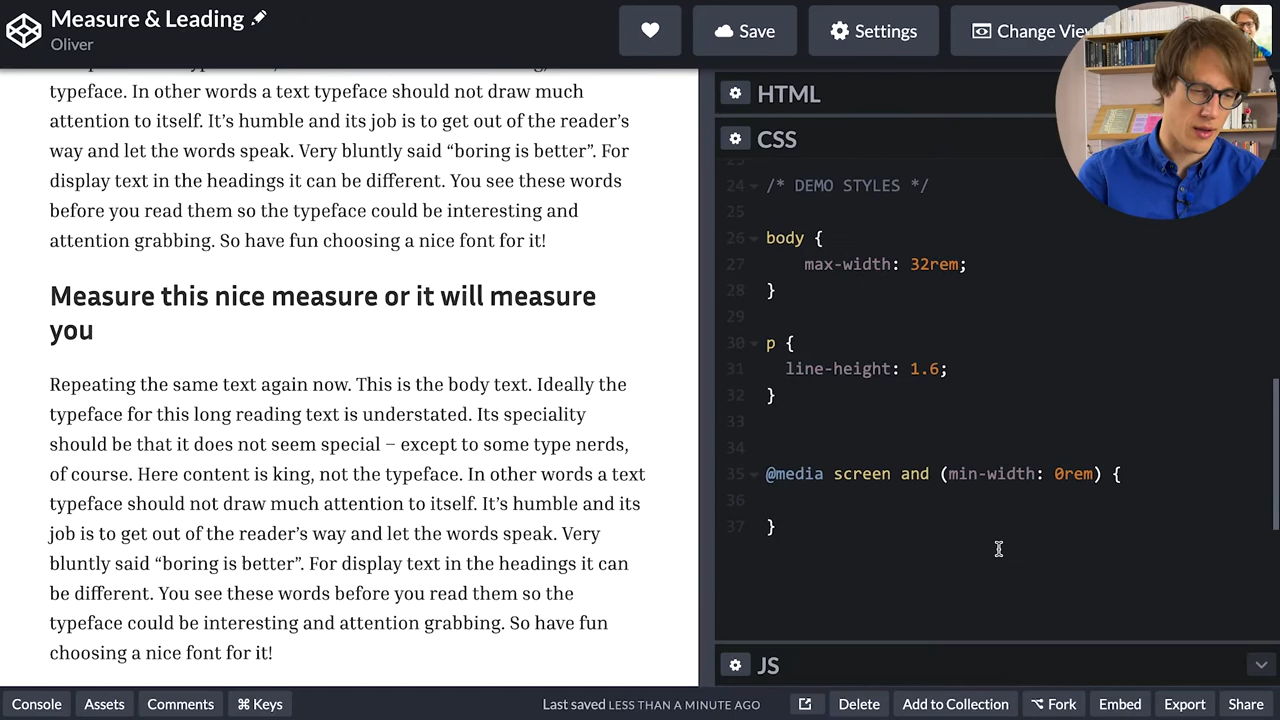 Measure & Leading
Oliver
Save
Settings
Change View
typeface. In other words a text typeface should not draw much
attention to itself. It’s humble and its job is to get out of the reader’s
way and let the words speak. Very bluntly said “boring is better”. For
display text in the headings it can be different. You see these words
before you read them so the typeface could be interesting and
attention grabbing. So have fun choosing a nice font for it!
Measure this nice measure or it will measure
you
Repeating the same text again now. This is the body text. Ideally the
typeface for this long reading text is understated. Its speciality
should be that it does not seem special – except to some type nerds,
of course. Here content is king, not the typeface. In other words a text
typeface should not draw much attention to itself. It’s humble and its
job is to get out of the reader’s way and let the words speak. Very
bluntly said “boring is better”. For display text in the headings it can
be different. You see these words before you read them so the
typeface could be interesting and attention grabbing. So have fun
choosing a nice font for it!
HTML
CSS
23
24 /* DEMO STYLES */
25
26 body {
27 max-width: 32rem;
28 }
29
30 p {
31 line-height: 1.6;
32 }
33
34
35 @media screen and (min-width: 0rem) {
36
37 }
JS
Console
Assets
Comments
⌘ Keys
Last saved LESS THAN A MINUTE AGO
Delete
Add to Collection
Fork
Embed
Export
Share